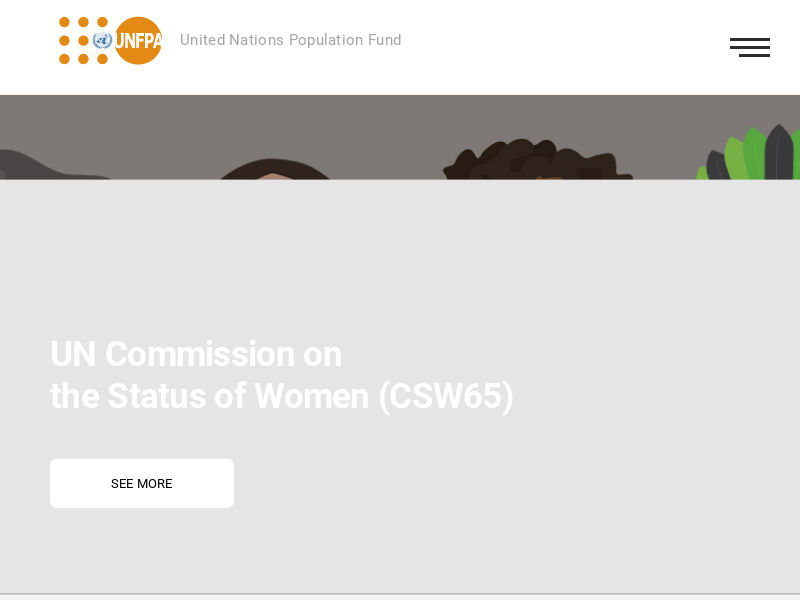 UNFPA
United Nations Population Fund
UN Commission on
the Status of Women (CSW65)
SEE MORE